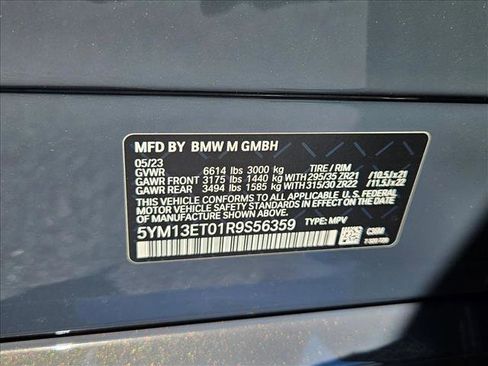 MFD BY BMW M GMBH
05/23
GVWR 6614 lbs 3000 kg TIRE / RIM
GAWR FRONT 3175 lbs 1440 kg WITH 295/35 ZR21 /10.5Jx21
GAWR REAR 3494 lbs 1585 kg WITH 315/30 ZR22 /11.5Jx22
THIS VEHICLE CONFORMS TO ALL APPLICABLE U.S. FEDERAL
MOTOR VEHICLE SAFETY STANDARDS IN EFFECT ON THE DATE
OF MANUFACTURE SHOWN ABOVE.
5YM13ET01R9S56359 TYPE: MPV
C36M